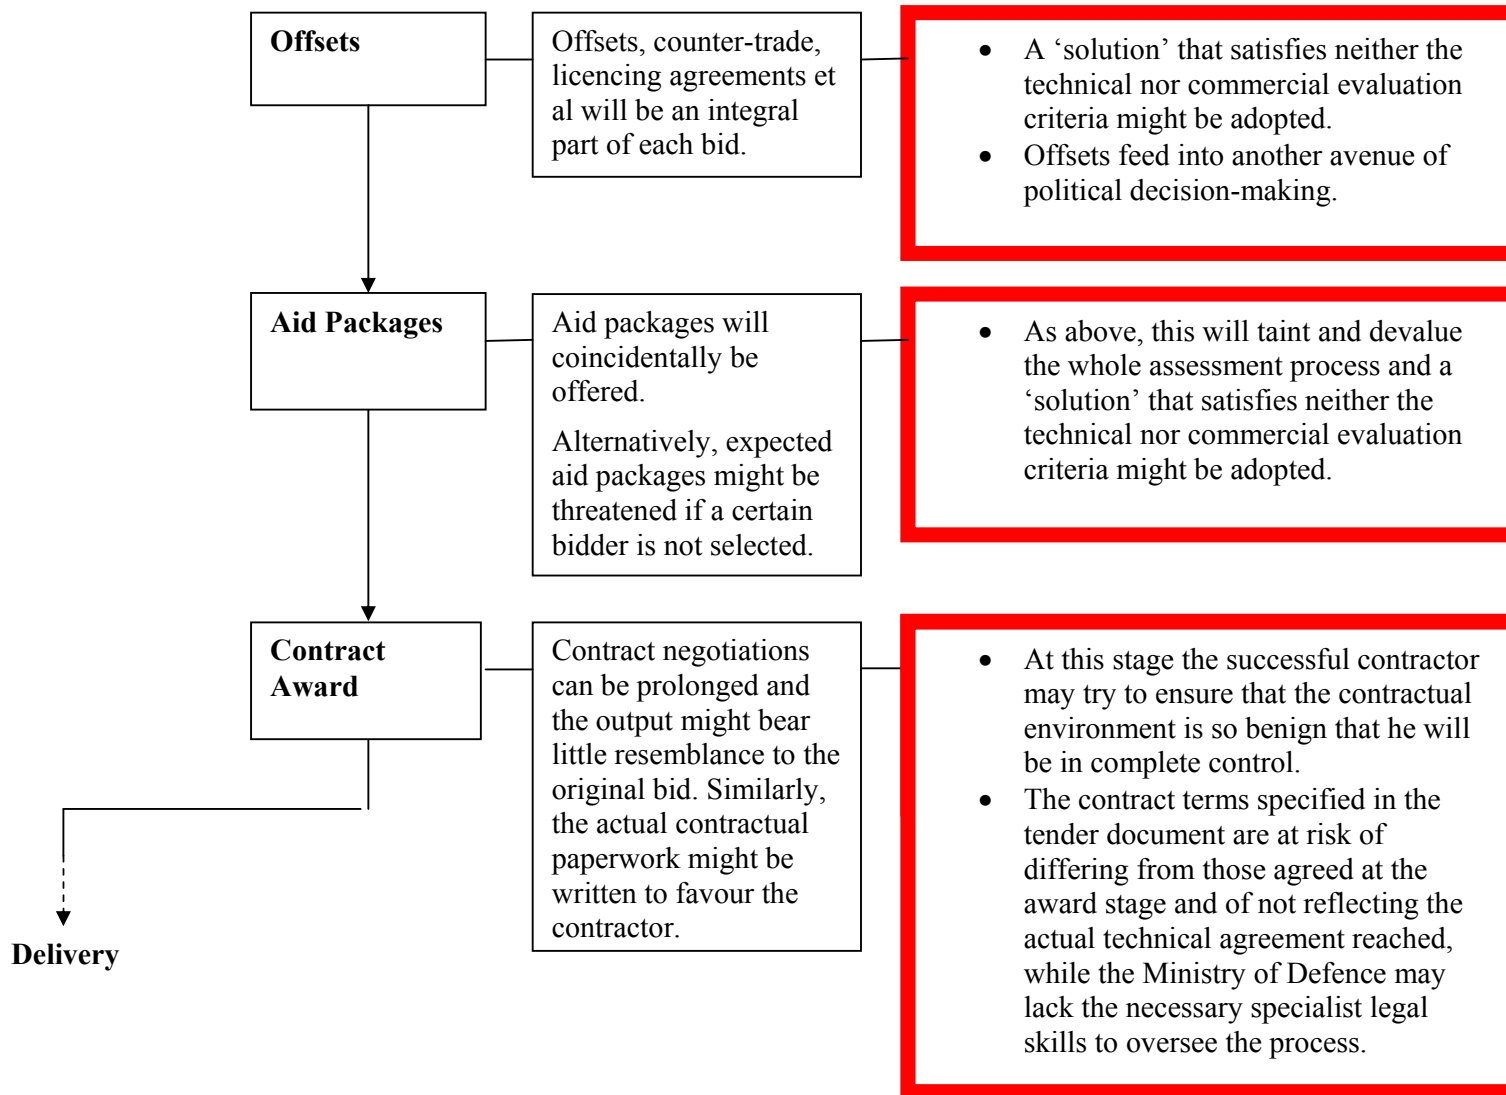 Offsets
Offsets, counter-trade,
licencing agreements et
al will be an integral
part of each bid.
• A ‘solution’ that satisfies neither the
technical nor commercial evaluation
criteria might be adopted.
• Offsets feed into another avenue of
political decision-making.
Aid Packages
Aid packages will
coincidentally be
offered.
Alternatively, expected
aid packages might be
threatened if a certain
bidder is not selected.
• As above, this will taint and devalue
the whole assessment process and a
‘solution’ that satisfies neither the
technical nor commercial evaluation
criteria might be adopted.
Contract
Award
Contract negotiations
can be prolonged and
the output might bear
little resemblance to the
original bid. Similarly,
the actual contractual
paperwork might be
written to favour the
contractor.
• At this stage the successful contractor
may try to ensure that the contractual
environment is so benign that he will
be in complete control.
• The contract terms specified in the
tender document are at risk of
differing from those agreed at the
award stage and of not reflecting the
actual technical agreement reached,
while the Ministry of Defence may
lack the necessary specialist legal
skills to oversee the process.
Delivery